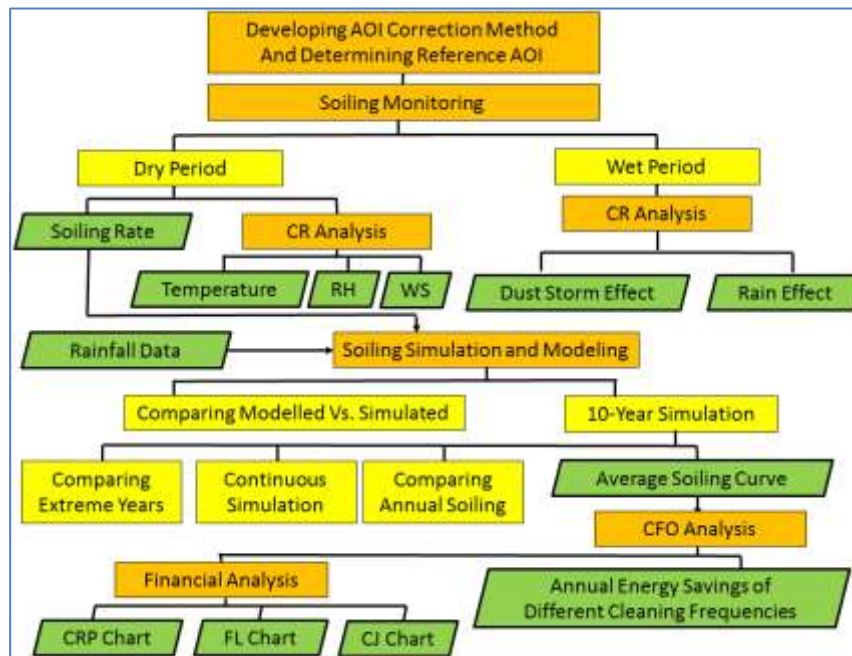 Developing AOI Correction Method
And Determining Reference AOI
Soiling Monitoring
Dry Period
Wet Period
Soiling Rate
CR Analysis
CR Analysis
Temperature
RH
WS
Dust Storm Effect
Rain Effect
Rainfall Data
Soiling Simulation and Modeling
Comparing Modelled Vs. Simulated
10-Year Simulation
Comparing
Extreme Years
Continuous
Simulation
Comparing
Annual Soiling
Average Soiling Curve
CFO Analysis
Financial Analysis
Annual Energy Savings of
Different Cleaning Frequencies
CRP Chart
FL Chart
CJ Chart